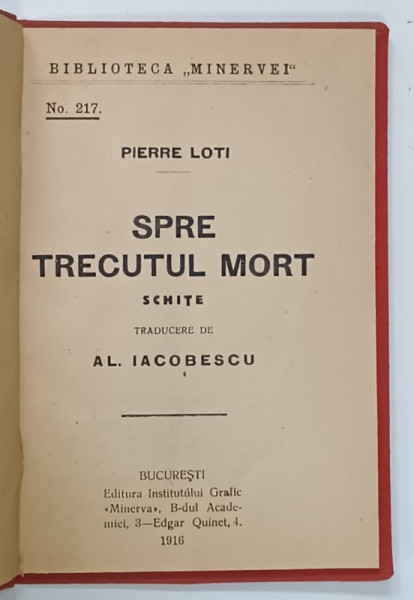 BIBLIOTECA „MINERVEI“
No. 217.
PIERRE LOTI
SPRE
TRECUTUL MORT
SCHIȚE
TRADUCERE DE
AL. IACOBESCU
BUCUREȘTI
Editura Institutului Grafic
«Minerva», B-dul Acade-
miei, 3—Edgar Quinet, 4.
1916